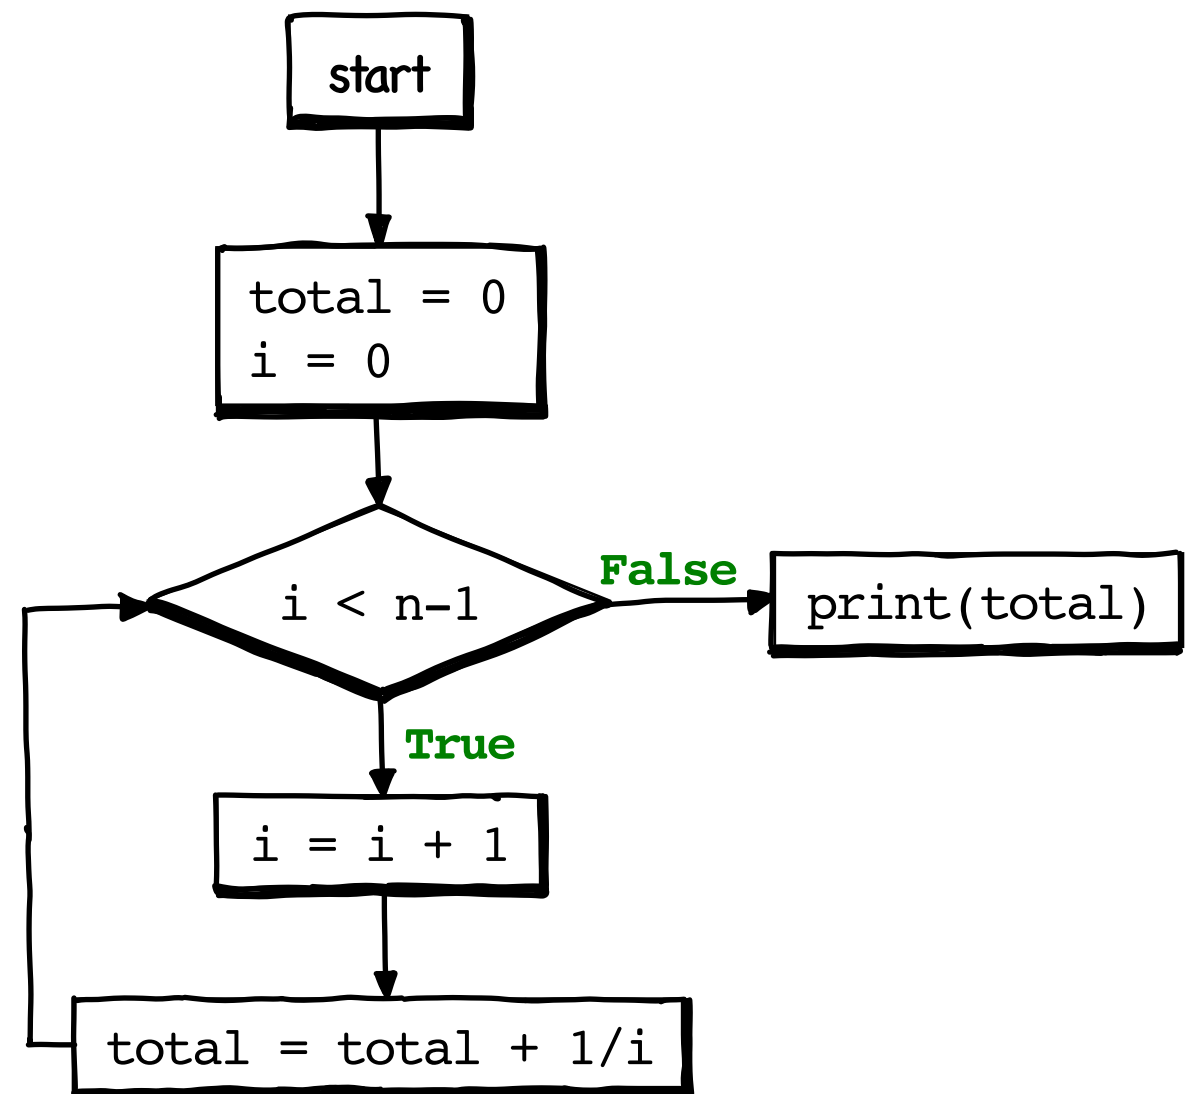 start
total = 0
i = 0
i < n-1
False
print(total)
True
i = i + 1
total = total + 1/i